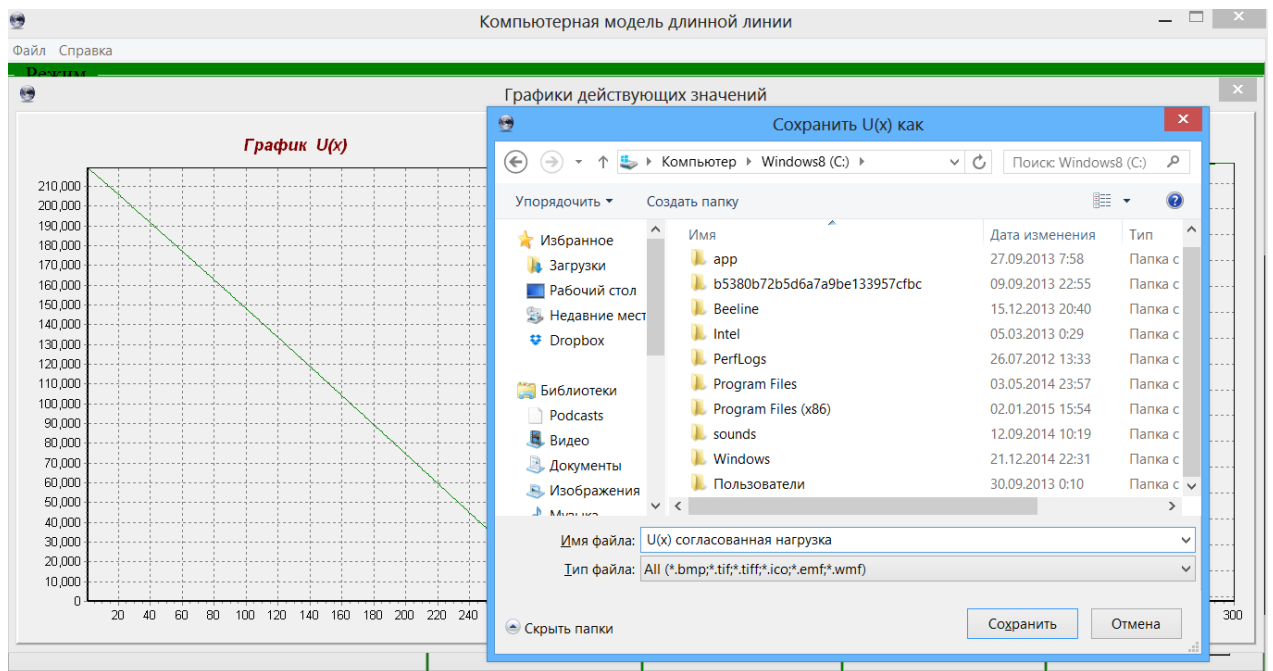 Компьютерная модель длинной линии
Файл Справка
Режим
Графики действующих значений
График U(x)
210,000
200,000
190,000
180,000
170,000
160,000
150,000
140,000
130,000
120,000
110,000
100,000
90,000
80,000
70,000
60,000
50,000
40,000
30,000
20,000
10,000
0
20 40 60 80 100 120 140 160 180 200 220 240
300
Сохранить U(x) как
Компьютер Windows8 (C:)
Поиск: Windows8 (C:)
Упорядочить Создать папку
Избранное
Загрузки
Рабочий стол
Недавние мест
Dropbox
Библиотеки
Podcasts
Видео
Документы
Изображения
Музыка
Имя Дата изменения Тип
app 27.09.2013 7:58 Папка с
b5380b72b5d6a7a9be133957cfbc 09.09.2013 22:55 Папка с
Beeline 15.12.2013 20:40 Папка с
Intel 05.03.2013 0:29 Папка с
PerfLogs 26.07.2012 13:33 Папка с
Program Files 03.05.2014 23:57 Папка с
Program Files (x86) 02.01.2015 15:54 Папка с
sounds 12.09.2014 10:19 Папка с
Windows 21.12.2014 22:31 Папка с
Пользователи 30.09.2013 0:10 Папка с
Имя файла: U(x) согласованная нагрузка
Тип файла: All (*.bmp;*.tif;*.tiff;*.ico;*.emf;*.wmf)
Скрыть папки
Сохранить Отмена